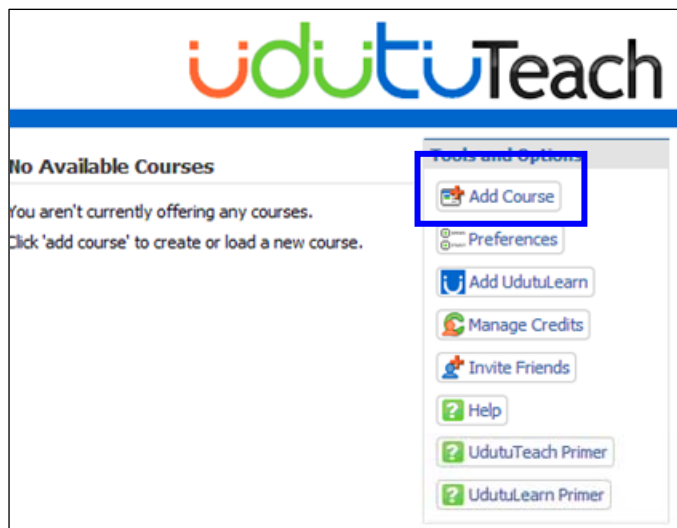 udutuTeach
No Available Courses
You aren't currently offering any courses.
Click 'add course' to create or load a new course.
Tools and Options
Add Course
Preferences
Add UdutuLearn
Manage Credits
Invite Friends
Help
UdutuTeach Primer
UdutuLearn Primer